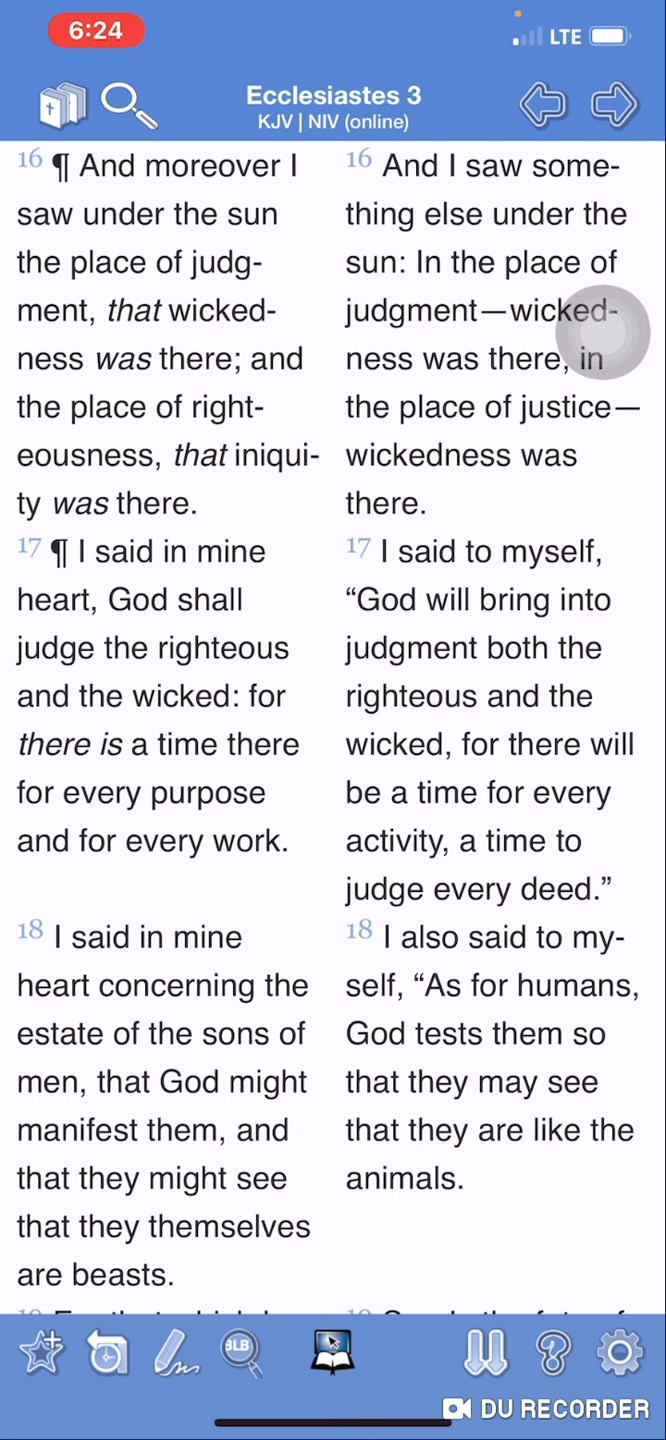 6:24
LTE
Ecclesiastes 3
KJV | NIV (online)
16 ¶ And moreover I
saw under the sun
the place of judg-
ment, that wicked-
ness was there; and
the place of right-
eousness, that iniqui-
ty was there.
17 ¶ I said in mine
heart, God shall
judge the righteous
and the wicked: for
there is a time there
for every purpose
and for every work.
18 I said in mine
heart concerning the
estate of the sons of
men, that God might
manifest them, and
that they might see
that they themselves
are beasts.
16 And I saw some-
thing else under the
sun: In the place of
judgment—wicked-
ness was there, in
the place of justice—
wickedness was
there.
17 I said to myself,
“God will bring into
judgment both the
righteous and the
wicked, for there will
be a time for every
activity, a time to
judge every deed.”
18 I also said to my-
self, “As for humans,
God tests them so
that they may see
that they are like the
animals.
BLB
DU RECORDER